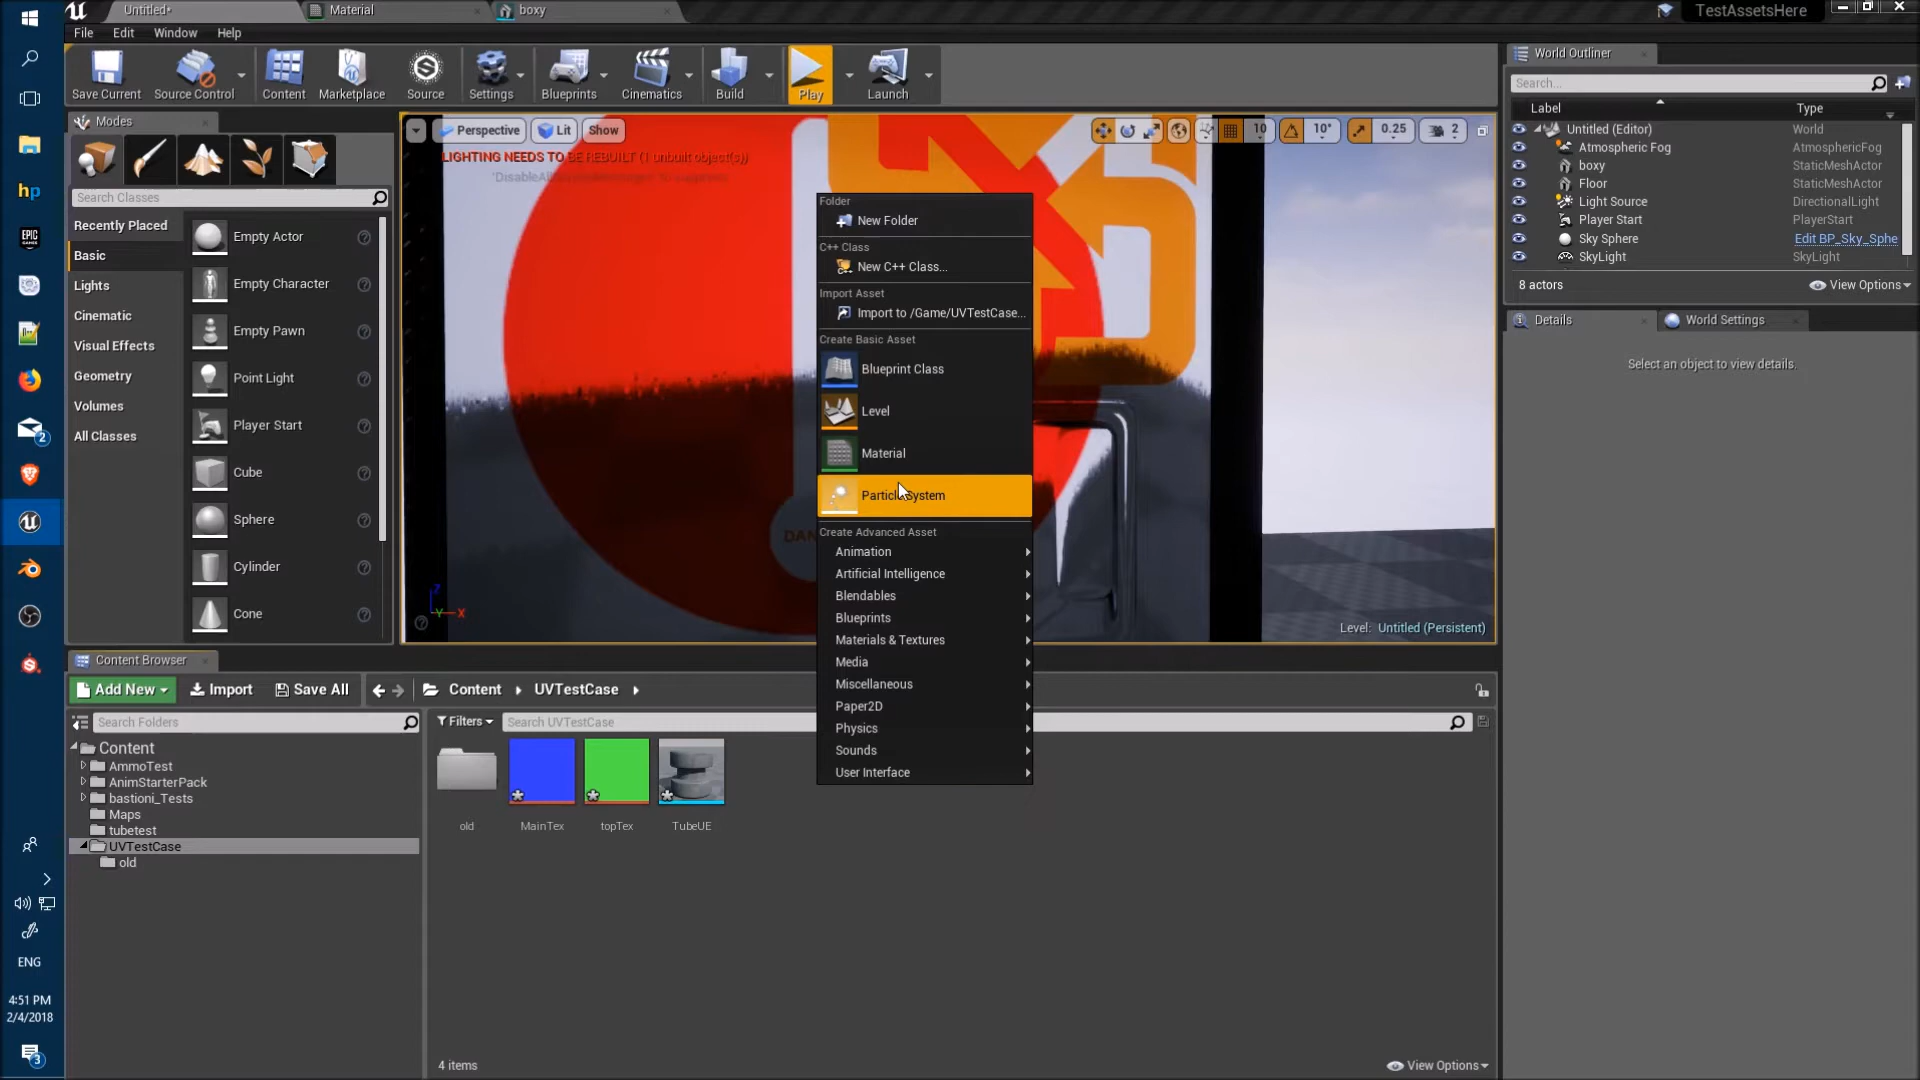 Untitled*
Material
boxy
TestAssetsHere
File Edit Window Help
Save Current
Source Control
Content
Marketplace
Source
Settings
Blueprints
Cinematics
Build
Play
Launch
Modes
Search Classes
Recently Placed
Basic
Lights
Cinematic
Visual Effects
Geometry
Volumes
All Classes
Empty Actor
Empty Character
Empty Pawn
Point Light
Player Start
Cube
Sphere
Cylinder
Cone
Perspective
Lit
Show
10
10°
0.25
2
LIGHTING NEEDS TO BE REBUILT (1 unbuilt object(s))
Z
Y
X
Level: Untitled (Persistent)
Folder
New Folder
C++ Class
New C++ Class...
Import Asset
Import to /Game/UVTestCase...
Create Basic Asset
Blueprint Class
Level
Material
Particle System
Create Advanced Asset
Animation
Artificial Intelligence
Blendables
Blueprints
Materials & Textures
Media
Miscellaneous
Paper2D
Physics
Sounds
User Interface
World Outliner
Search...
Label Type
Untitled (Editor) World
Atmospheric Fog AtmosphericFog
boxy StaticMeshActor
Floor StaticMeshActor
Light Source DirectionalLight
Player Start PlayerStart
Sky Sphere Edit BP_Sky_Sphe
SkyLight SkyLight
8 actors
View Options
Details
World Settings
Select an object to view details.
Content Browser
Add New
Import
Save All
Content
UVTestCase
Search Folders
Filters
Search UVTestCase
Content
AmmoTest
AnimStarterPack
bastioni_Tests
Maps
tubetest
UVTestCase
old
old
MainTex
topTex
TubeUE
4 items
View Options
hp
EPIC GAMES
2
ENG
4:51 PM
2/4/2018
3